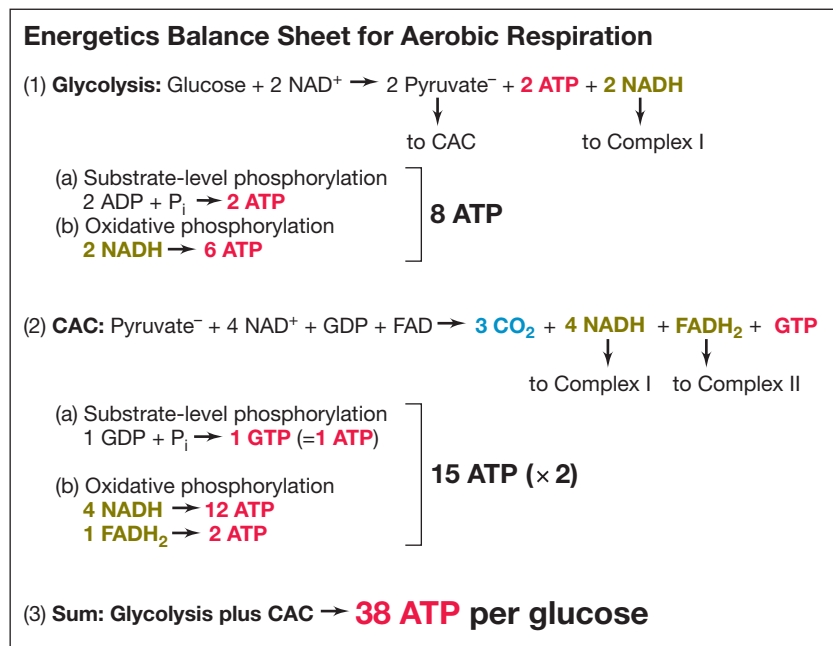 Energetics Balance Sheet for Aerobic Respiration
(1) Glycolysis: Glucose + 2 NAD⁺ → 2 Pyruvate⁻ + 2 ATP + 2 NADH
to CAC
to Complex I
(a) Substrate-level phosphorylation
2 ADP + Pᵢ → 2 ATP
(b) Oxidative phosphorylation
2 NADH → 6 ATP
8 ATP
(2) CAC: Pyruvate⁻ + 4 NAD⁺ + GDP + FAD → 3 CO₂ + 4 NADH + FADH₂ + GTP
to Complex I
to Complex II
(a) Substrate-level phosphorylation
1 GDP + Pᵢ → 1 GTP (=1 ATP)
(b) Oxidative phosphorylation
4 NADH → 12 ATP
1 FADH₂ → 2 ATP
15 ATP (× 2)
(3) Sum: Glycolysis plus CAC → 38 ATP per glucose